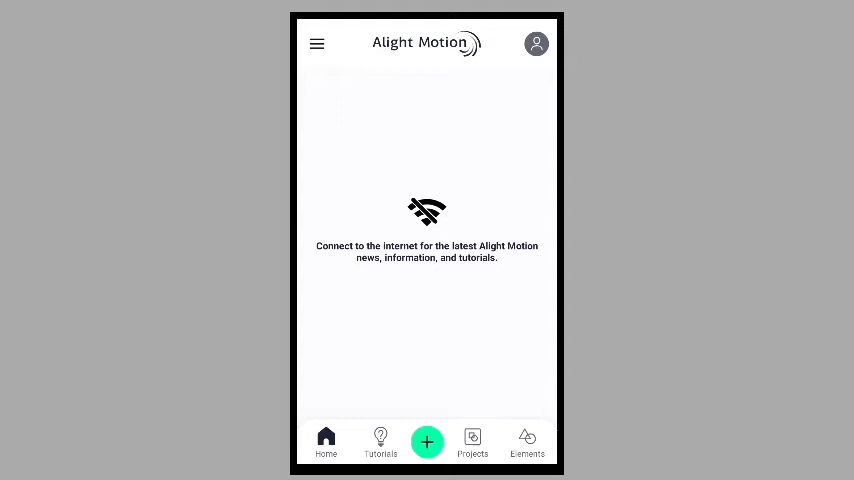 Alight Motion
Connect to the internet for the latest Alight Motion
news, information, and tutorials.
Home
Tutorials
Projects
Elements